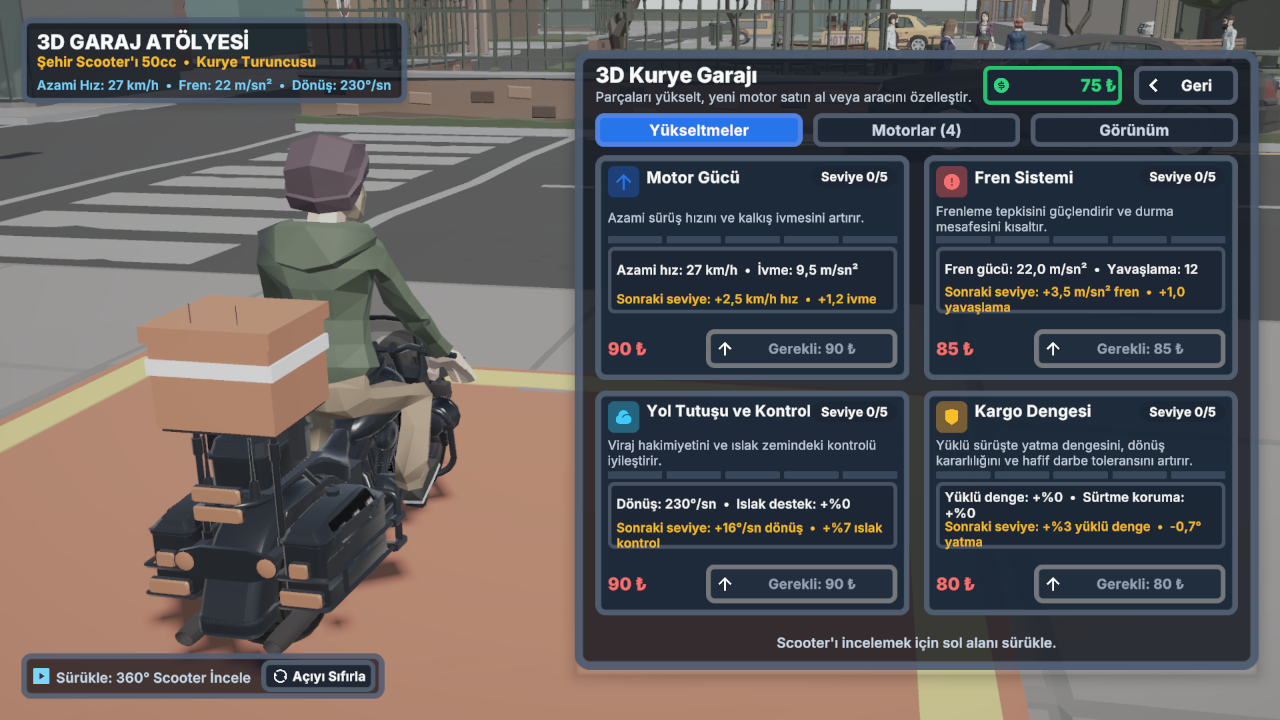 3D GARAJ ATÖLYESİ
Şehir Scooter'ı 50cc • Kurye Turuncusu
Azami Hız: 27 km/h • Fren: 22 m/sn² • Dönüş: 230°/sn
3D Kurye Garajı
Parçaları yükselt, yeni motor satın al veya aracını özelleştir.
75 ₺
Geri
Yükseltmeler
Motorlar (4)
Görünüm
Motor Gücü
Seviye 0/5
Azami sürüş hızını ve kalkış ivmesini artırır.
Azami hız: 27 km/h • İvme: 9,5 m/sn²
Sonraki seviye: +2,5 km/h hız • +1,2 ivme
90 ₺
Gerekli: 90 ₺
Fren Sistemi
Seviye 0/5
Frenleme tepkisini güçlendirir ve durma
mesafesini kısaltır.
Fren gücü: 22,0 m/sn² • Yavaşlama: 12
Sonraki seviye: +3,5 m/sn² fren • +1,0
yavaşlama
85 ₺
Gerekli: 85 ₺
Yol Tutuşu ve Kontrol
Seviye 0/5
Viraj hakimiyetini ve ıslak zemindeki kontrolü
iyileştirir.
Dönüş: 230°/sn • Islak destek: +%0
Sonraki seviye: +16°/sn dönüş • +%7 ıslak
kontrol
90 ₺
Gerekli: 90 ₺
Kargo Dengesi
Seviye 0/5
Yüklü sürüşte yatma dengesini, dönüş
kararlılığını ve hafif darbe toleransını artırır.
Yüklü denge: +%0 • Sürtme koruma:
+%0
Sonraki seviye: +%3 yüklü denge • -0,7°
yatma
80 ₺
Gerekli: 80 ₺
Scooter'ı incelemek için sol alanı sürükle.
Sürükle: 360° Scooter İncele
Açıyı Sıfırla